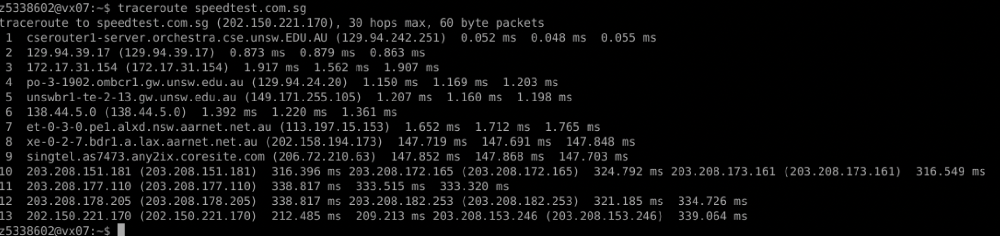 z5338602@vx07:~$ traceroute speedtest.com.sg
traceroute to speedtest.com.sg (202.150.221.170), 30 hops max, 60 byte packets
 1  cserouter1-server.orchestra.cse.unsw.EDU.AU (129.94.242.251)  0.052 ms  0.048 ms  0.055 ms
 2  129.94.39.17 (129.94.39.17)  0.873 ms  0.879 ms  0.863 ms
 3  172.17.31.154 (172.17.31.154)  1.917 ms  1.562 ms  1.907 ms
 4  po-3-1902.ombcr1.gw.unsw.edu.au (129.94.24.20)  1.150 ms  1.169 ms  1.203 ms
 5  unswbr1-te-2-13.gw.unsw.edu.au (149.171.255.105)  1.207 ms  1.160 ms  1.198 ms
 6  138.44.5.0 (138.44.5.0)  1.392 ms  1.220 ms  1.361 ms
 7  et-0-3-0.pe1.alxd.nsw.aarnet.net.au (113.197.15.153)  1.652 ms  1.712 ms  1.765 ms
 8  xe-0-2-7.bdr1.a.lax.aarnet.net.au (202.158.194.173)  147.719 ms  147.691 ms  147.848 ms
 9  singtel.as7473.any2ix.coresite.com (206.72.210.63)  147.852 ms  147.868 ms  147.703 ms
10  203.208.151.181 (203.208.151.181)  316.396 ms 203.208.172.165 (203.208.172.165)  324.792 ms 203.208.173.161 (203.208.173.161)  316.549 ms
11  203.208.177.110 (203.208.177.110)  338.817 ms  333.515 ms  333.320 ms
12  203.208.178.205 (203.208.178.205)  338.817 ms 203.208.182.253 (203.208.182.253)  321.185 ms  334.726 ms
13  202.150.221.170 (202.150.221.170)  212.485 ms  209.213 ms 203.208.153.246 (203.208.153.246)  339.064 ms
z5338602@vx07:~$